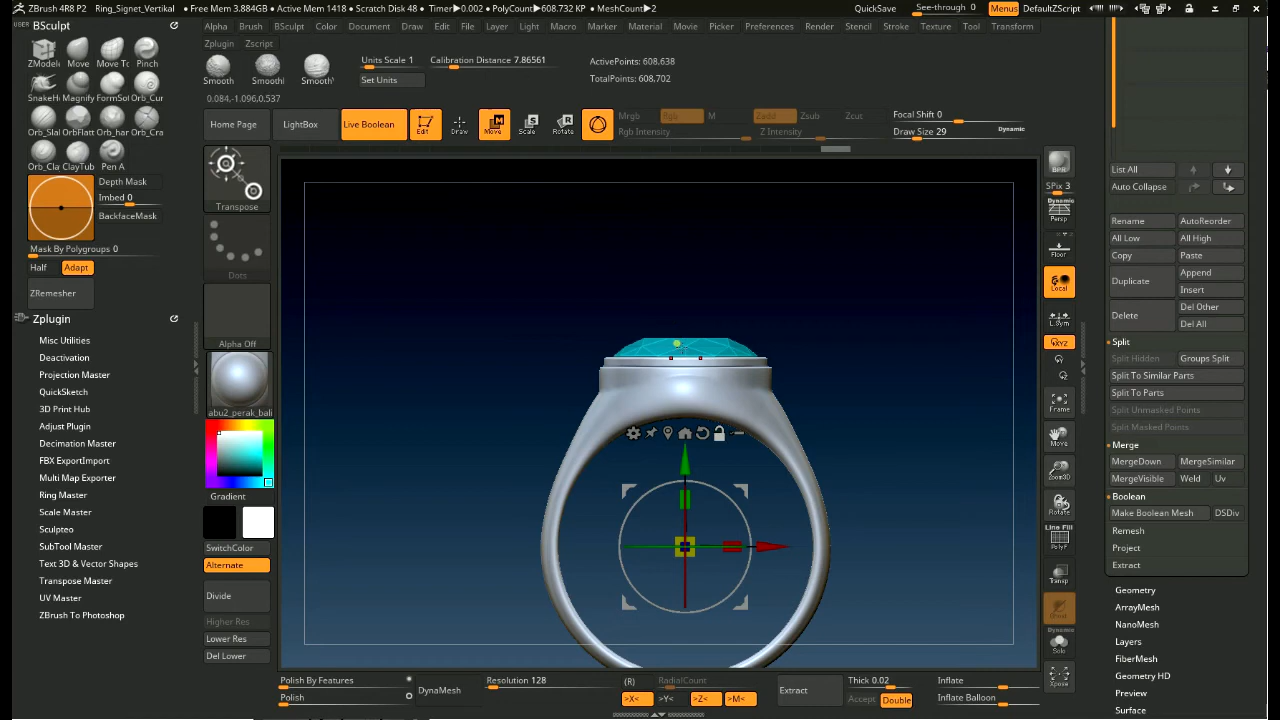 ZBrush 4R8 P2 Ring_Signet_Vertikal • Free Mem 3.884GB • Active Mem 1418 • Scratch Disk 48 • Timer▶0.002 • PolyCount▶608.732 KP • MeshCount▶2 QuickSave See-through 0 Menus DefaultZScript
BSculpt
Alpha Brush BSculpt Color Document Draw Edit File Layer Light Macro Marker Material Movie Picker Preferences Render Stencil Stroke Texture Tool Transform
Zplugin Zscript
ZModele Move Move To Pinch
SnakeHo Magnify FormSof Orb_Cur
Orb_Slas OrbFlatt Orb_har Orb_Cra
Orb_Cla ClayTub Pen A
Smooth Smooth
Units Scale 1
Set Units
Calibration Distance 7.86561
ActivePoints: 608.638
TotalPoints: 608.702
0.084,-1.096,0.537
Home Page LightBox Live Boolean Edit Draw Move Scale Rotate
Mrgb Rgb M
Rgb Intensity
Zadd Zsub Zcut
Z Intensity
Focal Shift 0
Draw Size 29 Dynamic
Depth Mask
Imbed 0
BackfaceMask
Mask By Polygroups 0
Half Adapt
ZRemesher
Zplugin
Misc Utilities
Deactivation
Projection Master
QuickSketch
3D Print Hub
Adjust Plugin
Decimation Master
FBX ExportImport
Multi Map Exporter
Ring Master
Scale Master
Sculpteo
SubTool Master
Text 3D & Vector Shapes
Transpose Master
UV Master
ZBrush To Photoshop
Transpose
Dots
Alpha Off
abu2_perak_bali
Gradient
SwitchColor
Alternate
Divide
Higher Res
Lower Res
Del Lower
BPR
SPix 3
Dynamic
Persp
Floor
Local
L.Sym
XYZ
Frame
Move
Zoom3D
Rotate
Line Fill
PolyF
Transp
Dynamic
Solo
Xpose
List All
Auto Collapse
Rename AutoReorder
All Low All High
Copy Paste
Duplicate Append
Insert
Delete Del Other
Del All
Split
Split Hidden Groups Split
Split To Similar Parts
Split To Parts
Split Unmasked Points
Split Masked Points
Merge
MergeDown MergeSimilar
MergeVisible Weld Uv
Boolean
Make Boolean Mesh DSDiv
Remesh
Project
Extract
Geometry
ArrayMesh
NanoMesh
Layers
FiberMesh
Geometry HD
Preview
Surface
Polish By Features
Polish
DynaMesh
Resolution 128
(R) RadialCount
>X< >Y< >Z< >M<
Extract
Thick 0.02
Accept Double
Inflate
Inflate Balloon